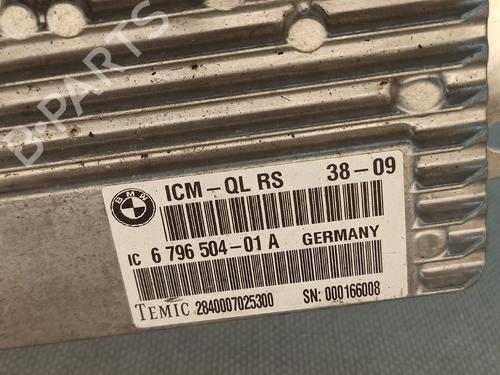 B-PARTS
BMW
ICM-QL RS 38-09
IC 6 796 504-01 A GERMANY
TEMIC 2840007025300 SN: 000166008